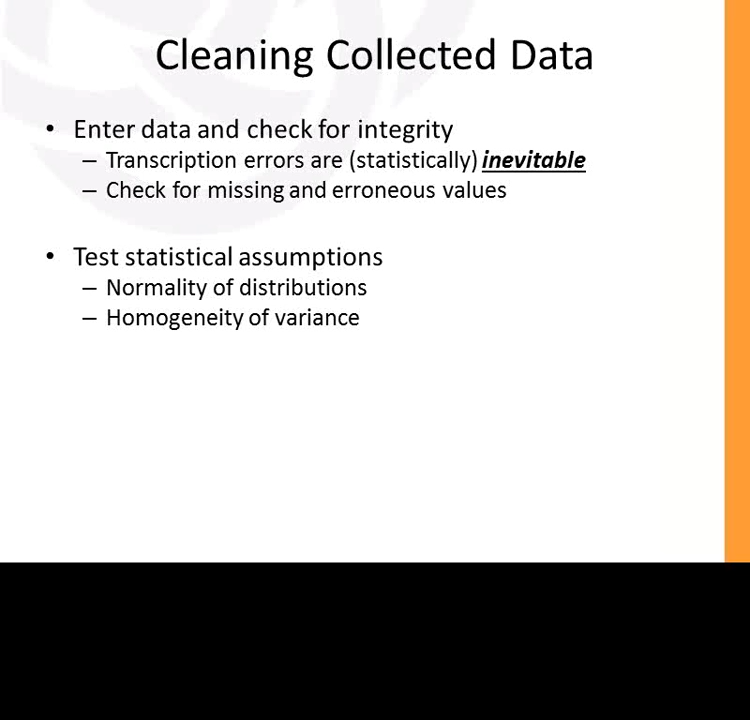 Cleaning Collected Data
• Enter data and check for integrity
– Transcription errors are (statistically) inevitable
– Check for missing and erroneous values
• Test statistical assumptions
– Normality of distributions
– Homogeneity of variance